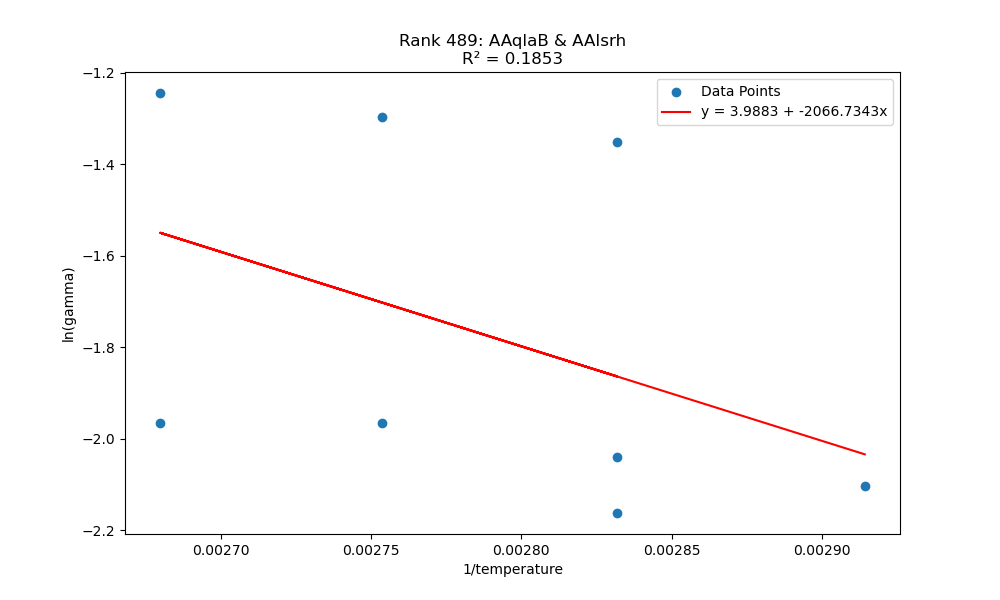 Rank 489: AAqlaB & AAlsrh
R² = 0.1853
Data Points
y = 3.9883 + -2066.7343x
−1.2
−1.4
−1.6
−1.8
−2.0
−2.2
ln(gamma)
0.00270
0.00275
0.00280
0.00285
0.00290
1/temperature